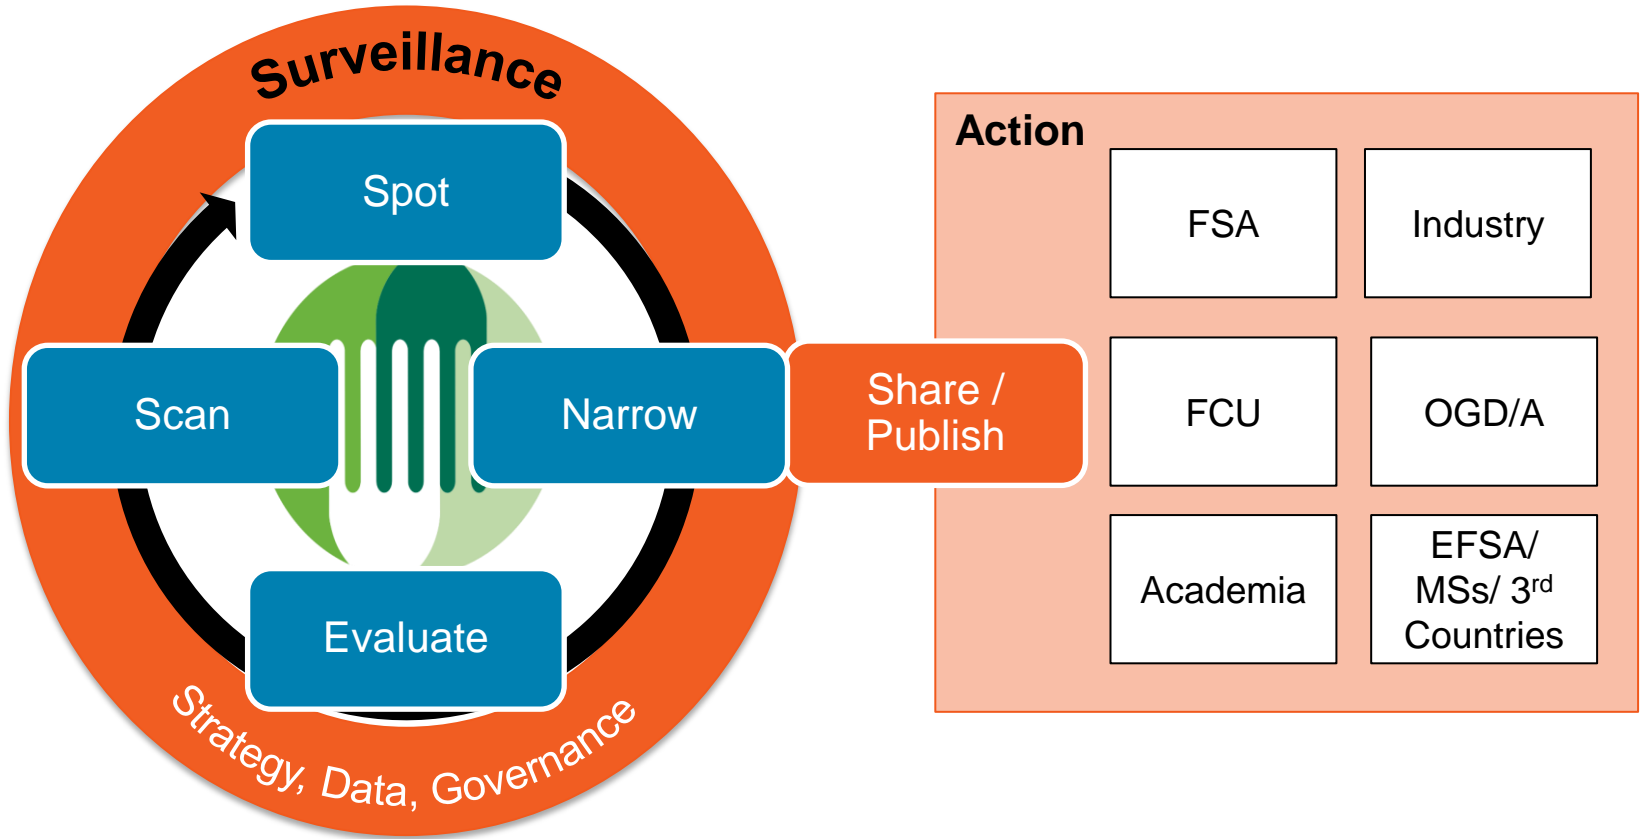 Surveillance
Spot
Scan
Narrow
Evaluate
Strategy, Data, Governance
Share /
Publish
Action
FSA
Industry
FCU
OGD/A
Academia
EFSA/
MSs/ 3rd
Countries